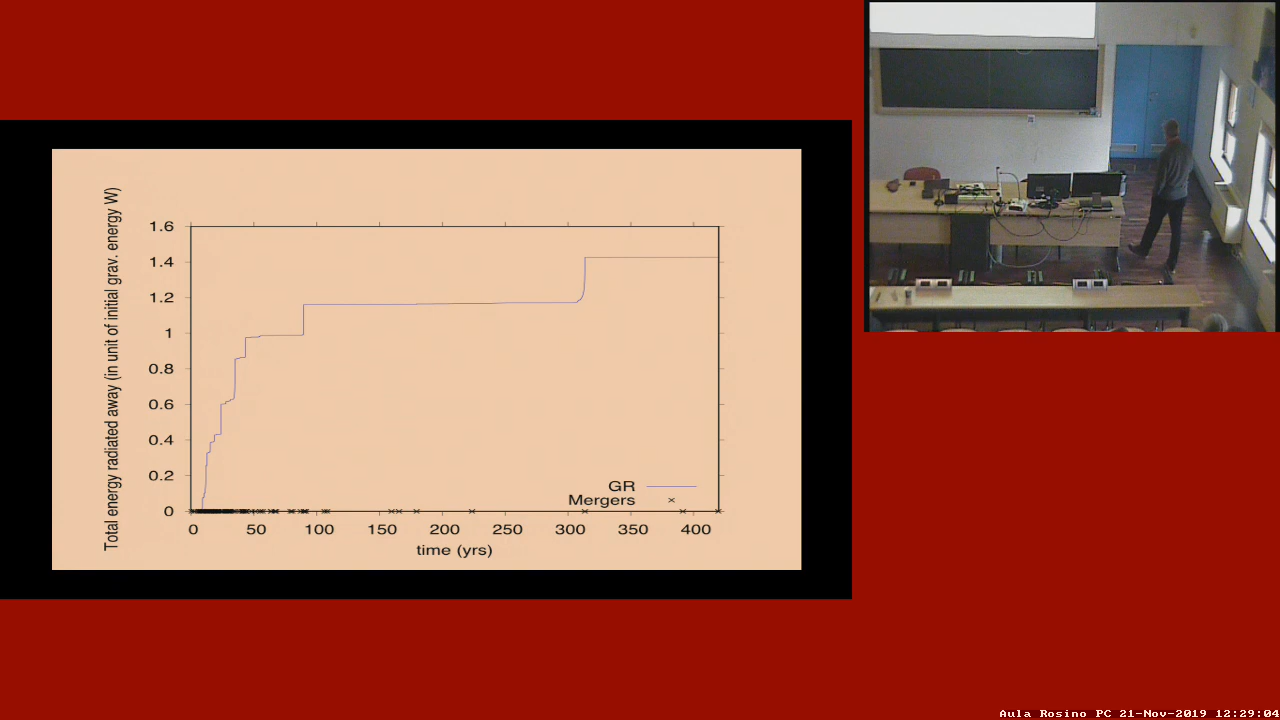 Total energy radiated away (in unit of initial grav. energy W)
1.6
1.4
1.2
1
0.8
0.6
0.4
0.2
0
GR
Mergers
0 50 100 150 200 250 300 350 400
time (yrs)
Aula Rosino PC 21-Nov-2019 12:29:04